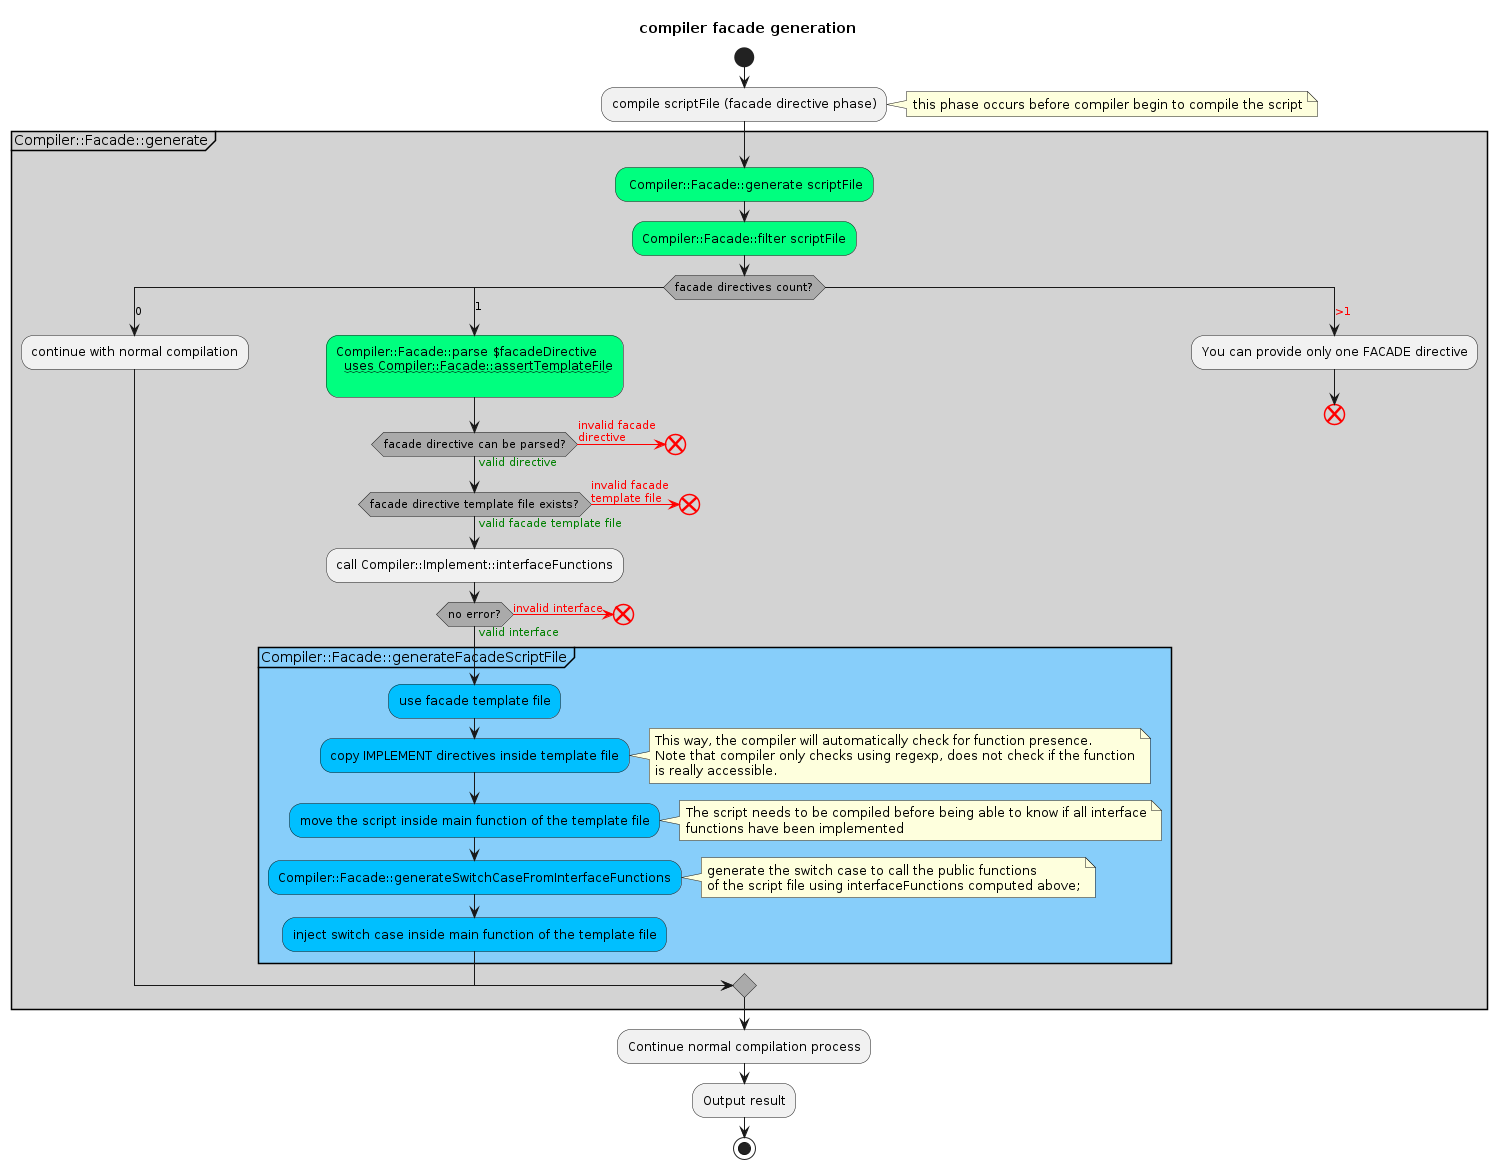 compiler facade generation
compile scriptFile (facade directive phase)
this phase occurs before compiler begin to compile the script
Compiler::Facade::generate
Compiler::Facade::generate scriptFile
Compiler::Facade::filter scriptFile
facade directives count?
0
1
>1
continue with normal compilation
Compiler::Facade::parse $facadeDirective
uses Compiler::Facade::assertTemplateFile
You can provide only one FACADE directive
facade directive can be parsed?
invalid facade
directive
valid directive
facade directive template file exists?
invalid facade
template file
valid facade template file
call Compiler::Implement::interfaceFunctions
no error?
invalid interface
valid interface
Compiler::Facade::generateFacadeScriptFile
use facade template file
copy IMPLEMENT directives inside template file
This way, the compiler will automatically check for function presence.
Note that compiler only checks using regexp, does not check if the function
is really accessible.
move the script inside main function of the template file
The script needs to be compiled before being able to know if all interface
functions have been implemented
Compiler::Facade::generateSwitchCaseFromInterfaceFunctions
generate the switch case to call the public functions
of the script file using interfaceFunctions computed above;
inject switch case inside main function of the template file
Continue normal compilation process
Output result